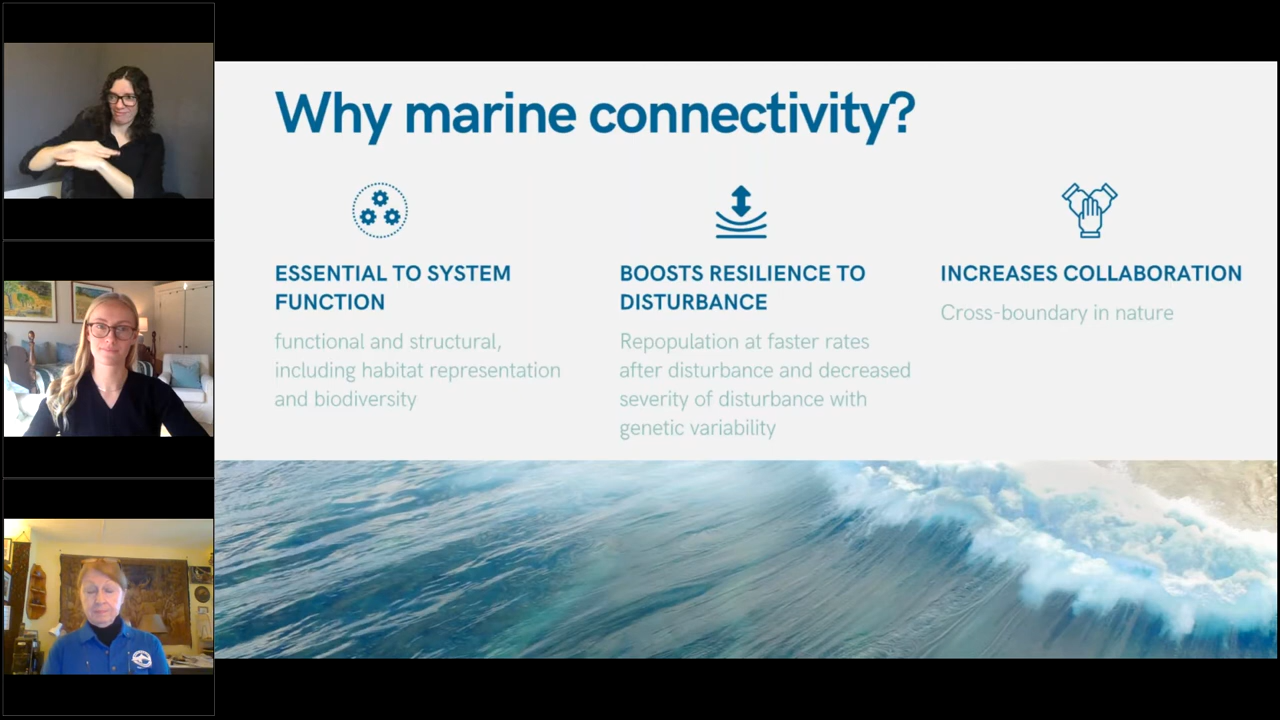 Why marine connectivity?
ESSENTIAL TO SYSTEM
FUNCTION
functional and structural,
including habitat representation
and biodiversity
BOOSTS RESILIENCE TO
DISTURBANCE
Repopulation at faster rates
after disturbance and decreased
severity of disturbance with
genetic variability
INCREASES COLLABORATION
Cross-boundary in nature